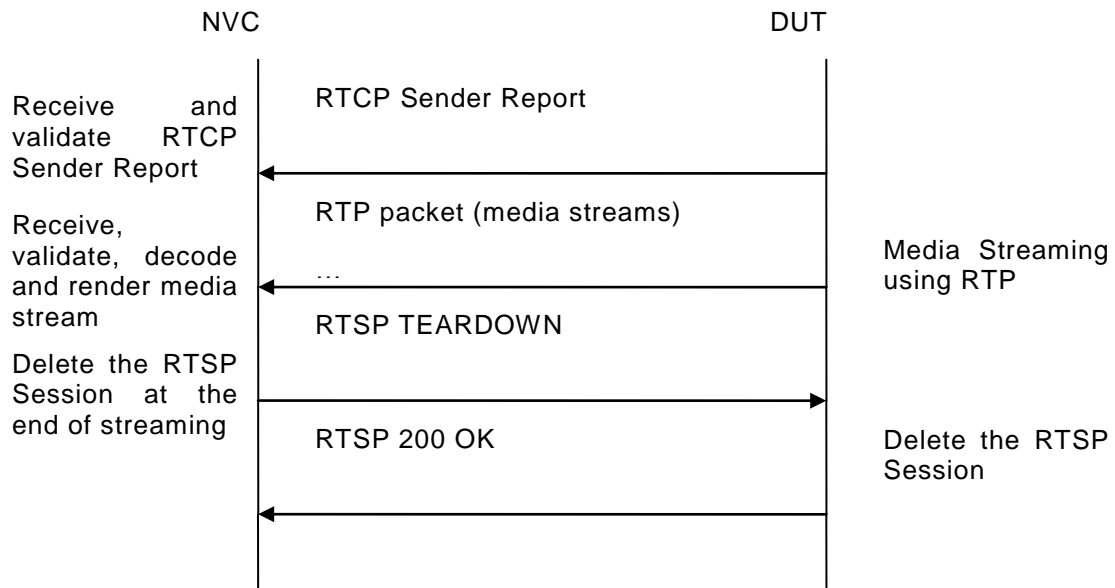 NVC
DUT
RTCP Sender Report
Receive and
validate RTCP
Sender Report
RTP packet (media streams)
...
Receive,
validate, decode
and render media
stream
Media Streaming
using RTP
RTSP TEARDOWN
Delete the RTSP
Session at the
end of streaming
RTSP 200 OK
Delete the RTSP
Session